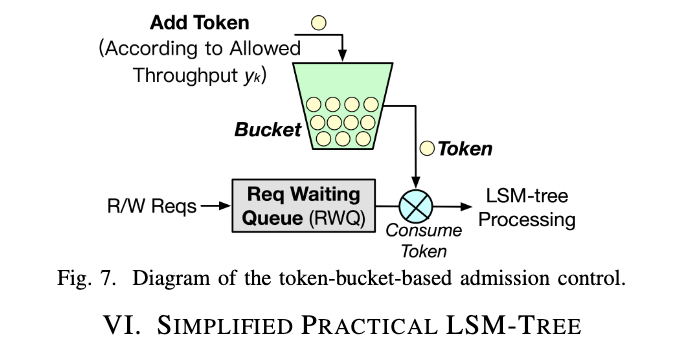 Add Token
(According to Allowed
Throughput yk)
Bucket
Token
R/W Reqs
Req Waiting
Queue (RWQ)
Consume
Token
LSM-tree
Processing
Fig. 7. Diagram of the token-bucket-based admission control.
VI. SIMPLIFIED PRACTICAL LSM-TREE